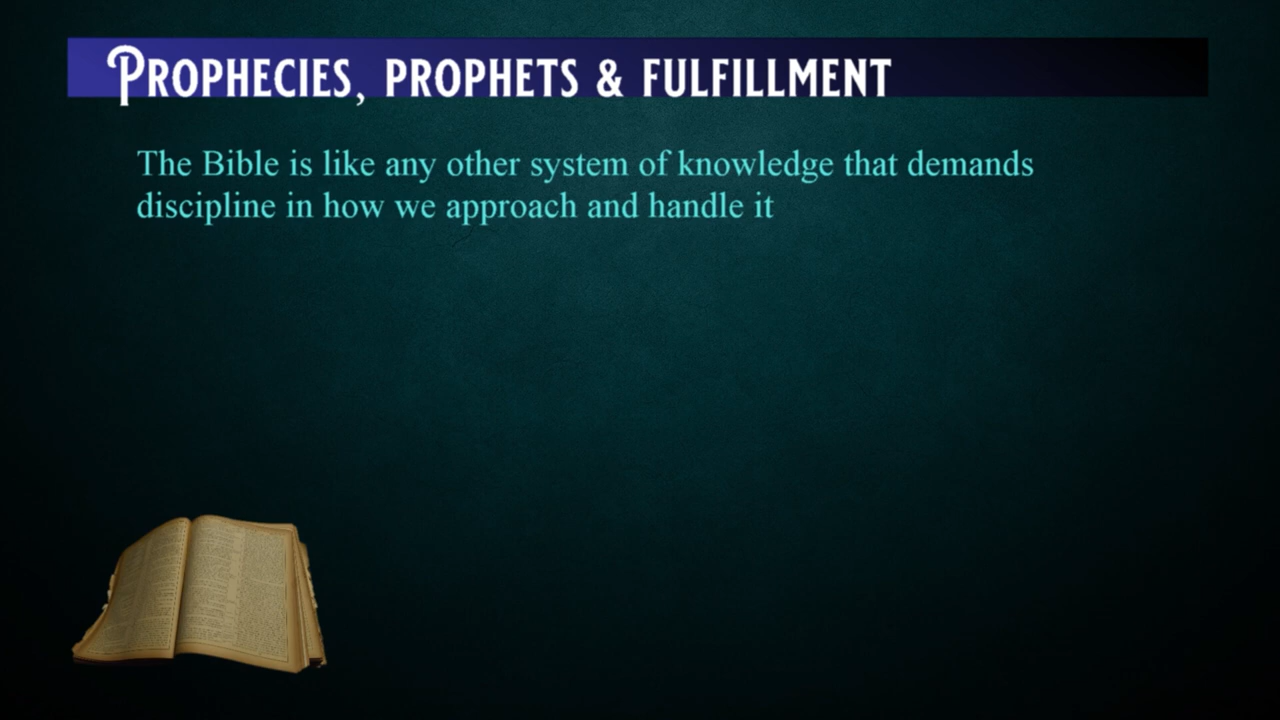 PROPHECIES, PROPHETS & FULFILLMENT
The Bible is like any other system of knowledge that demands
discipline in how we approach and handle it